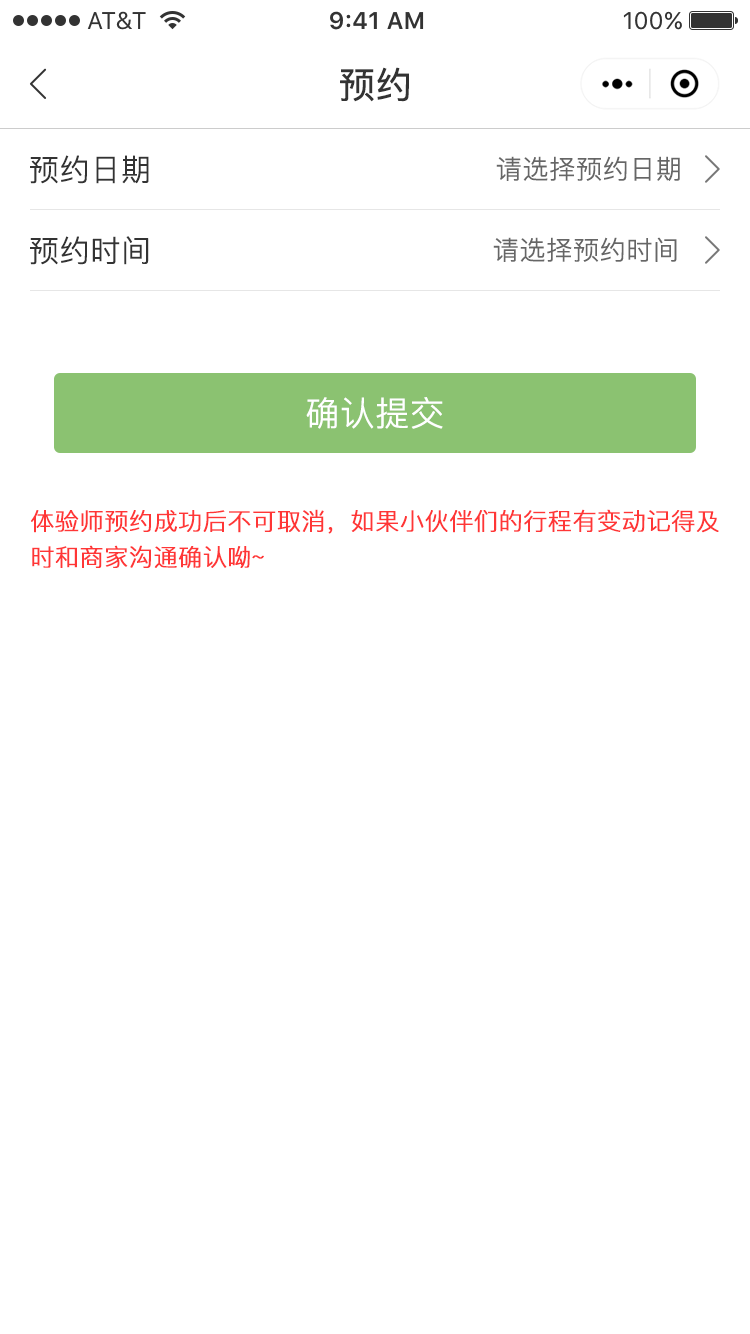 AT&T 9:41 AM 100%
预约
预约日期 请选择预约日期
预约时间 请选择预约时间
确认提交
体验师预约成功后不可取消，如果小伙伴们的行程有变动记得及
时和商家沟通确认呦~